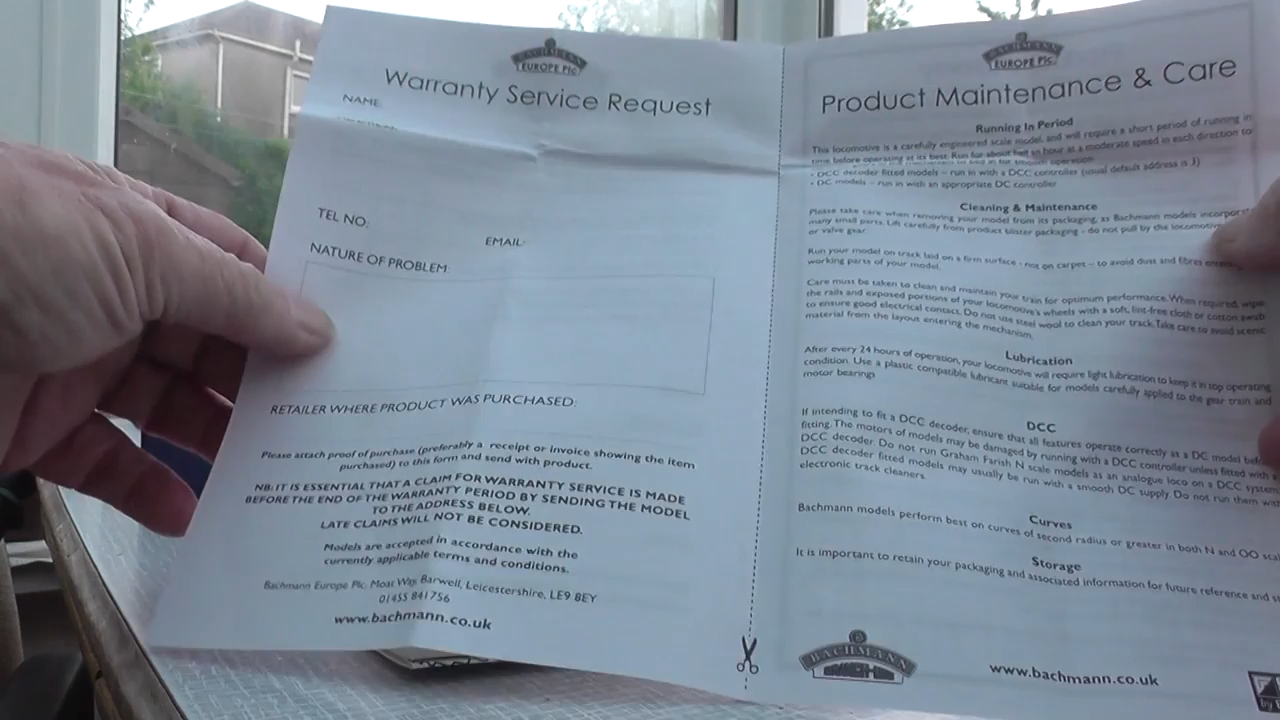 BACHMANN
EUROPE Plc
Warranty Service Request
NAME
TEL NO:
EMAIL:
NATURE OF PROBLEM:
RETAILER WHERE PRODUCT WAS PURCHASED:
Please attach proof of purchase (preferably a receipt or invoice showing the item
purchased) to this form and send with product.
NB: IT IS ESSENTIAL THAT A CLAIM FOR WARRANTY SERVICE IS MADE
BEFORE THE END OF THE WARRANTY PERIOD BY SENDING THE MODEL
TO THE ADDRESS BELOW.
LATE CLAIMS WILL NOT BE CONSIDERED.
Models are accepted in accordance with the
currently applicable terms and conditions.
Bachmann Europe Plc. Moat Way, Barwell, Leicestershire, LE9 8EY
01455 841756
www.bachmann.co.uk
BACHMANN
EUROPE Plc
Product Maintenance & Care
Running In Period
This locomotive is a carefully engineered scale model, and will require a short period of running in
time before operating at its best. Run for about half an hour at a moderate speed in each direction to
• DCC decoder fitted models – run in with a DCC controller (usual default address is 3)
• DC models – run in with an appropriate DC controller
Cleaning & Maintenance
Please take care when removing your model from its packaging, as Bachmann models incorporate
many small parts. Lift carefully from product blister packaging - do not pull by the locomotive
or valve gear.
Run your model on track laid on a firm surface - not on carpet – to avoid dust and fibres
working parts of your model.
Care must be taken to clean and maintain your train for optimum performance. When required, wipe
the rails and exposed portions of your locomotive's wheels with a soft, lint-free cloth or cotton swab
to ensure good electrical contact. Do not use steel wool to clean your track. Take care to avoid scenic
material from the layout entering the mechanism.
Lubrication
After every 24 hours of operation, your locomotive will require light lubrication to keep it in top operating
condition. Use a plastic compatible lubricant suitable for models carefully applied to the gear train and
motor bearings
DCC
If intending to fit a DCC decoder, ensure that all features operate correctly as a DC model before
fitting. The motors of models may be damaged by running with a DCC controller unless fitted with a
DCC decoder. Do not run Graham Farish N scale models as an analogue loco on a DCC system
DCC decoder fitted models may usually be run with a smooth DC supply. Do not run them
electronic track cleaners.
Curves
Bachmann models perform best on curves of second radius or greater in both N and OO
Storage
It is important to retain your packaging and associated information for future reference and
BACHMANN
www.bachmann.co.uk